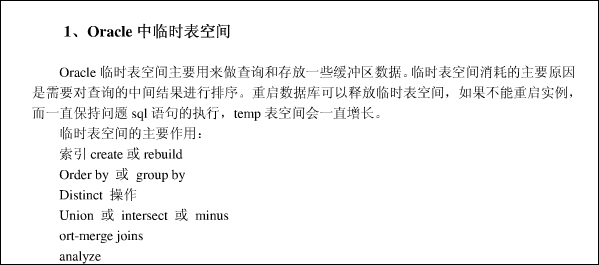 1、Oracle 中临时表空间
Oracle 临时表空间主要用来做查询和存放一些缓冲区数据。临时表空间消耗的主要原因
是需要对查询的中间结果进行排序。重启数据库可以释放临时表空间，如果不能重启实例，
而一直保持问题 sql 语句的执行，temp 表空间会一直增长。
临时表空间的主要作用：
索引 create 或 rebuild
Order by 或 group by
Distinct 操作
Union 或 intersect 或 minus
ort-merge joins
analyze